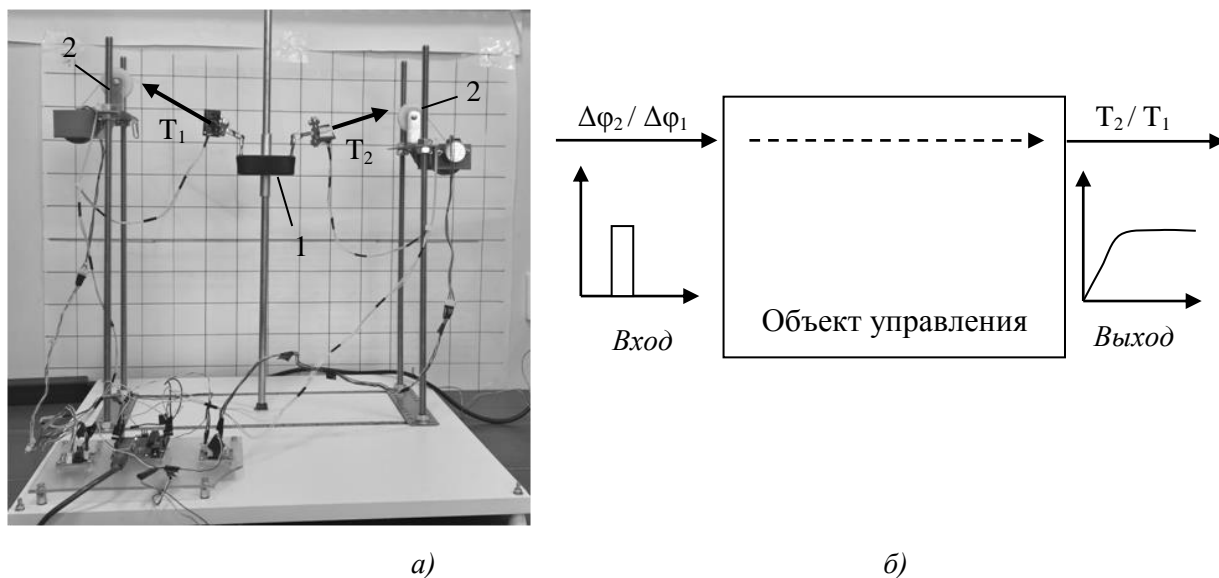 2
2
T₁
T₂
1
а)
Δφ₂ / Δφ₁
T₂ / T₁
Объект управления
Вход
Выход
б)